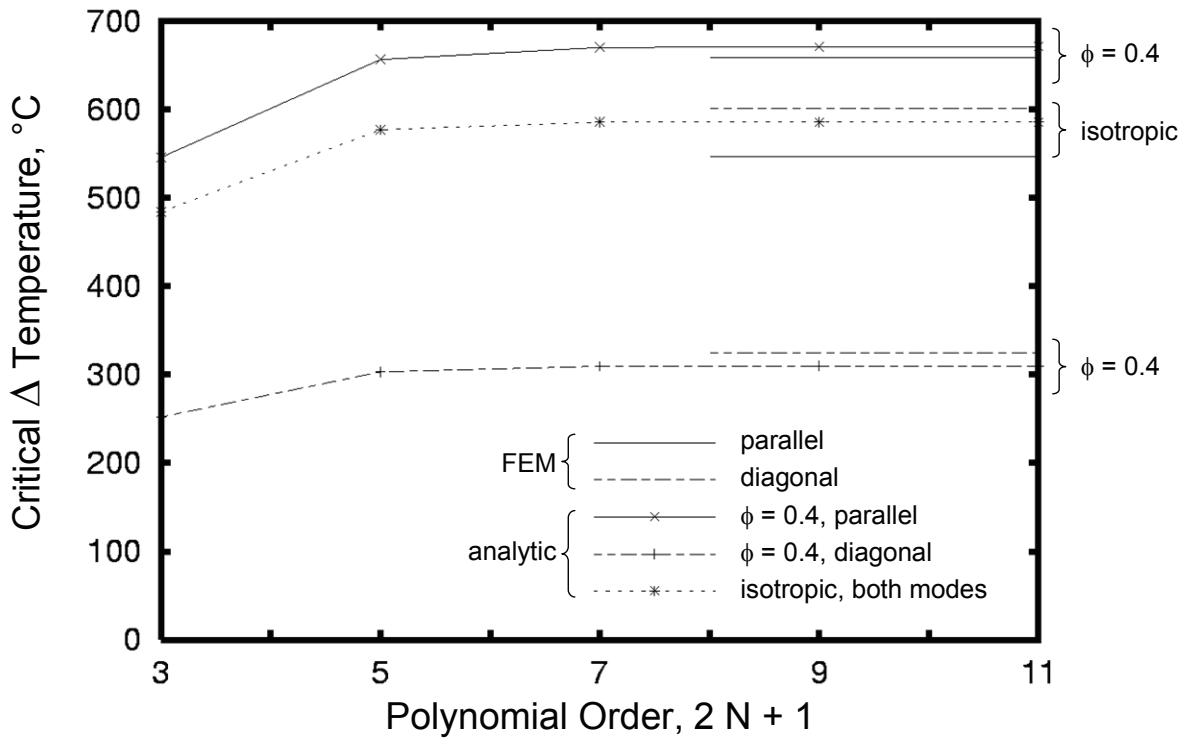 700
600
500
400
300
200
100
0
3
5
7
9
11
Critical Δ Temperature, °C
Polynomial Order, 2 N + 1
ϕ = 0.4
isotropic
ϕ = 0.4
FEM
parallel
diagonal
analytic
ϕ = 0.4, parallel
ϕ = 0.4, diagonal
isotropic, both modes